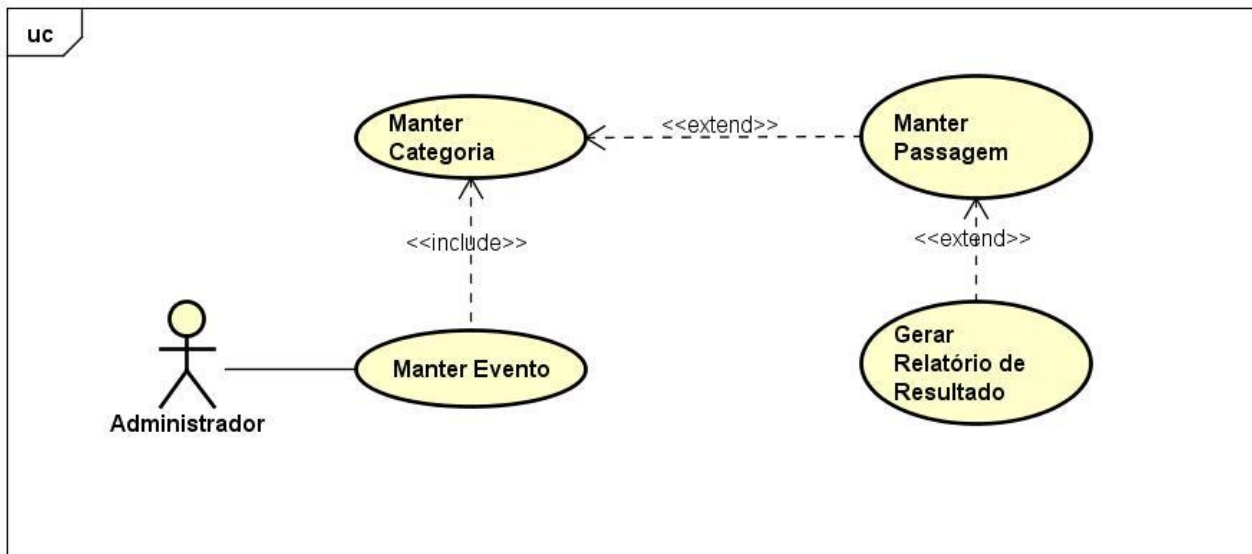 uc
Manter
Categoria
<<extend>>
Manter
Passagem
<<include>>
<<extend>>
Manter Evento
Gerar
Relatório de
Resultado
Administrador